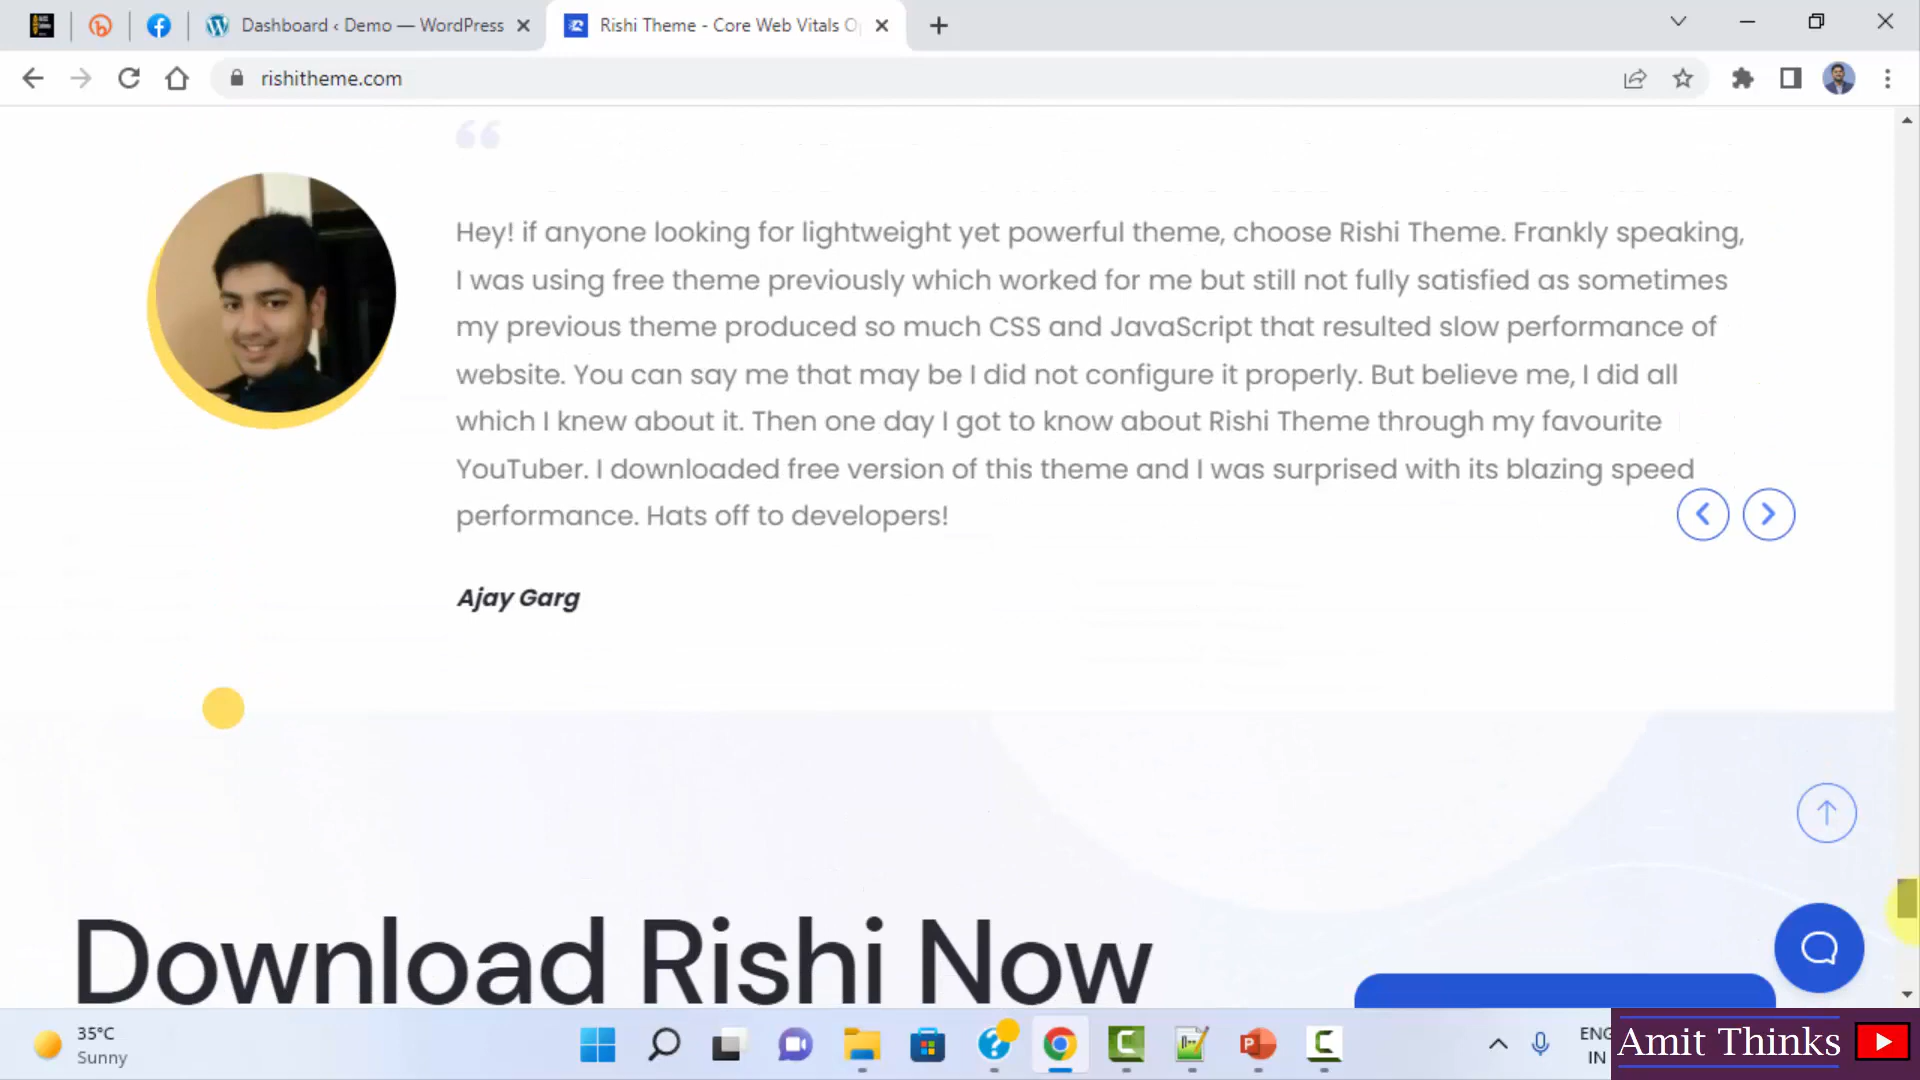 Dashboard ‹ Demo — WordPress
Rishi Theme - Core Web Vitals O
rishitheme.com
Hey! if anyone looking for lightweight yet powerful theme, choose Rishi Theme. Frankly speaking,
I was using free theme previously which worked for me but still not fully satisfied as sometimes
my previous theme produced so much CSS and JavaScript that resulted slow performance of
website. You can say me that may be I did not configure it properly. But believe me, I did all
which I knew about it. Then one day I got to know about Rishi Theme through my favourite
YouTuber. I downloaded free version of this theme and I was surprised with its blazing speed
performance. Hats off to developers!
Ajay Garg
Download Rishi Now
35°C
Sunny
ENG
IN
Amit Thinks